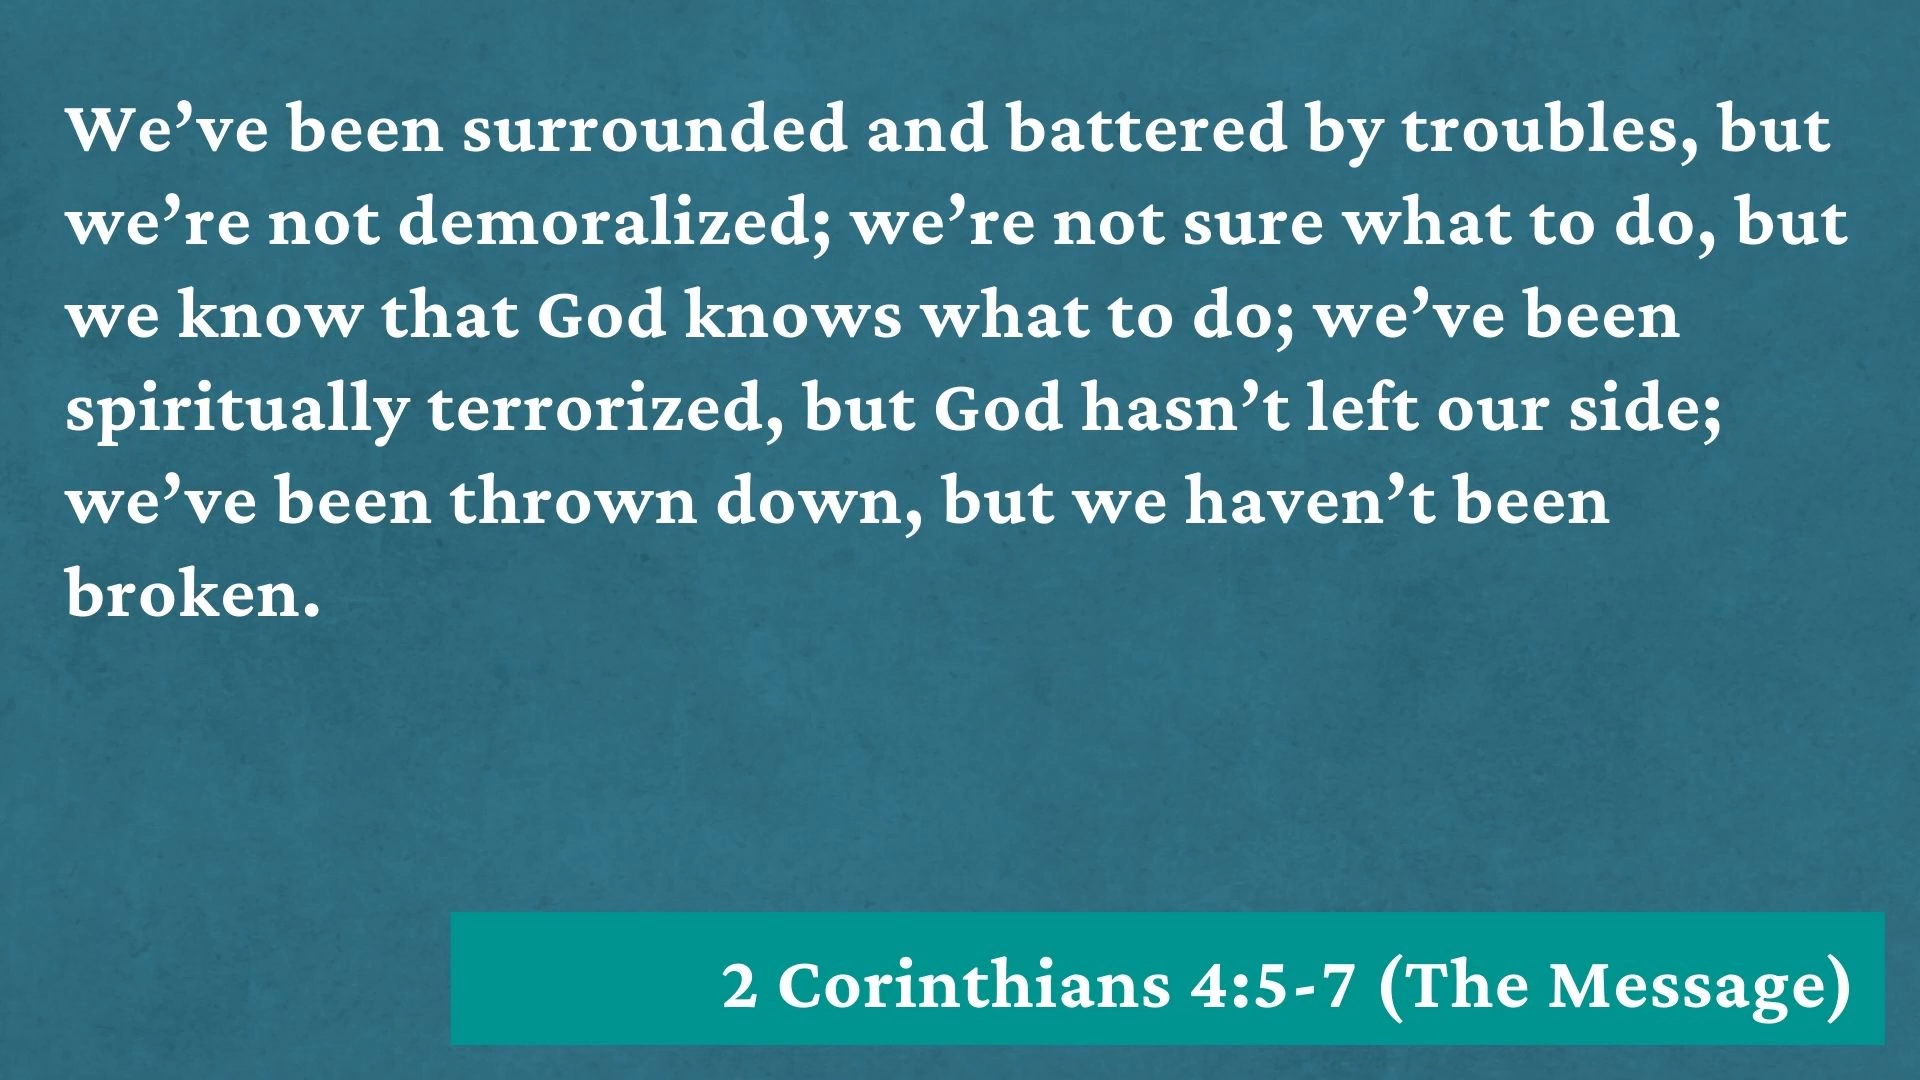 We’ve been surrounded and battered by troubles, but
we’re not demoralized; we’re not sure what to do, but
we know that God knows what to do; we’ve been
spiritually terrorized, but God hasn’t left our side;
we’ve been thrown down, but we haven’t been
broken.
2 Corinthians 4:5-7 (The Message)